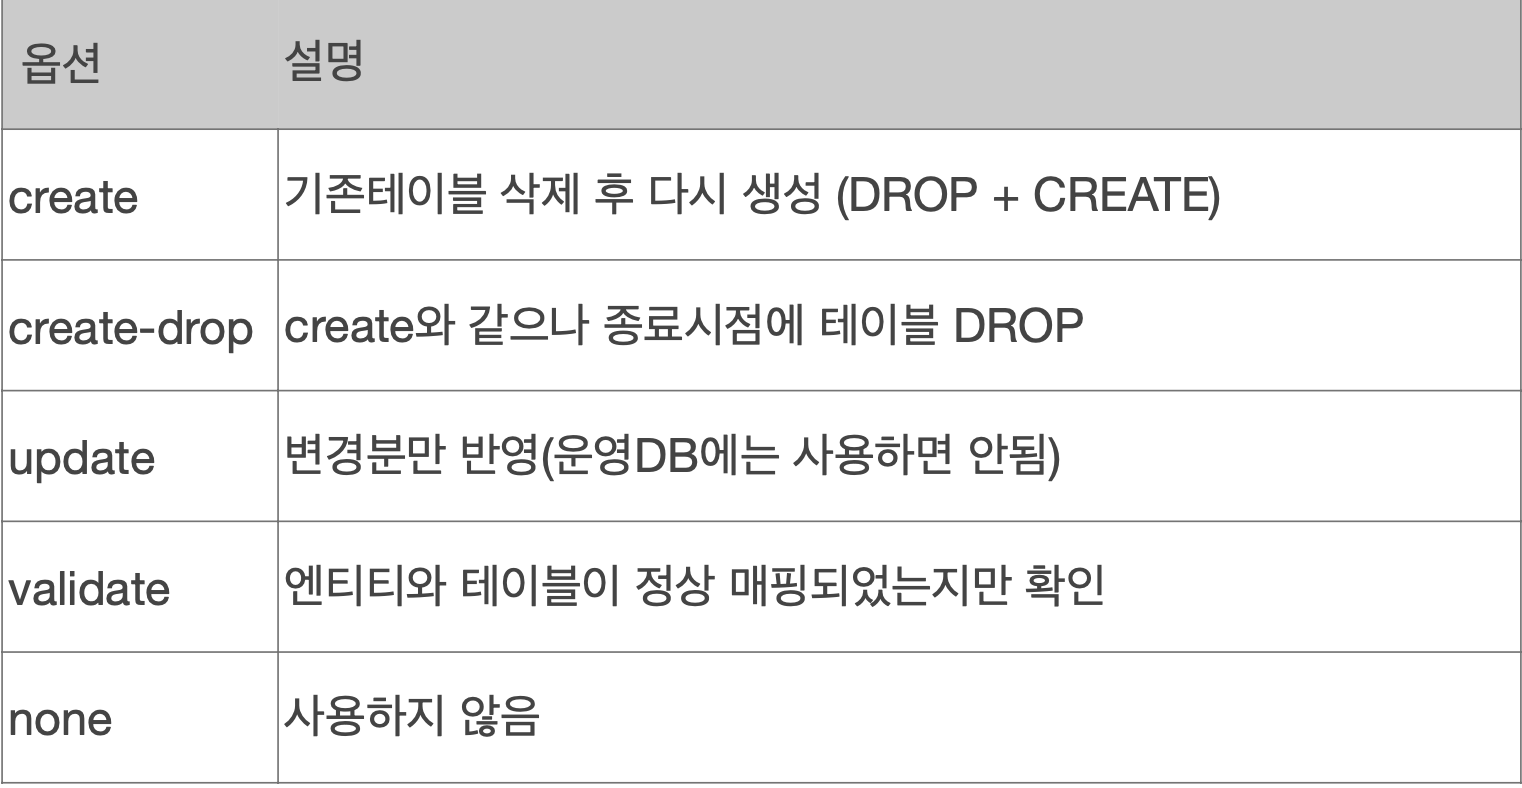 옵션 설명
create 기존테이블 삭제 후 다시 생성 (DROP + CREATE)
create-drop create와 같으나 종료시점에 테이블 DROP
update 변경분만 반영(운영DB에는 사용하면 안됨)
validate 엔티티와 테이블이 정상 매핑되었는지만 확인
none 사용하지 않음